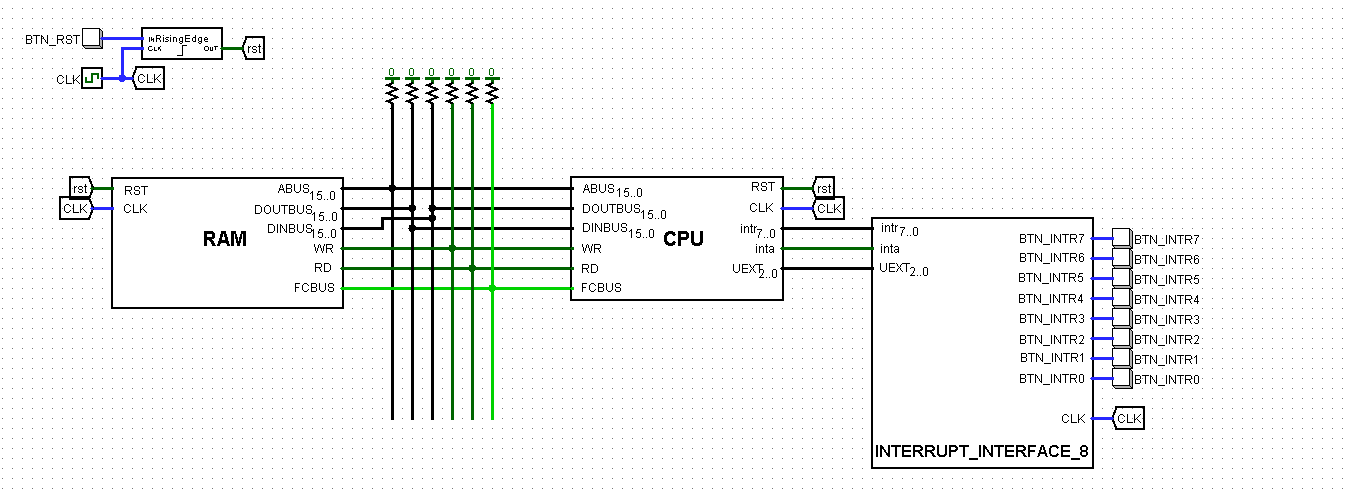 BTN_RST
IN RisingEdge
CLK
OUT
rst
CLK
CLK
0 0 0 0 0 0
rst
RST
CLK
CLK
ABUS 15..0
DOUTBUS 15..0
DINBUS 15..0
WR
RD
FCBUS
RAM
ABUS 15..0
DOUTBUS 15..0
DINBUS 15..0
WR
RD
FCBUS
CPU
RST
rst
CLK
CLK
intr 7..0
inta
UEXT 2..0
intr 7..0
inta
UEXT 2..0
BTN_INTR7 BTN_INTR7
BTN_INTR6 BTN_INTR6
BTN_INTR5 BTN_INTR5
BTN_INTR4 BTN_INTR4
BTN_INTR3 BTN_INTR3
BTN_INTR2 BTN_INTR2
BTN_INTR1 BTN_INTR1
BTN_INTR0 BTN_INTR0
CLK CLK
INTERRUPT_INTERFACE_8